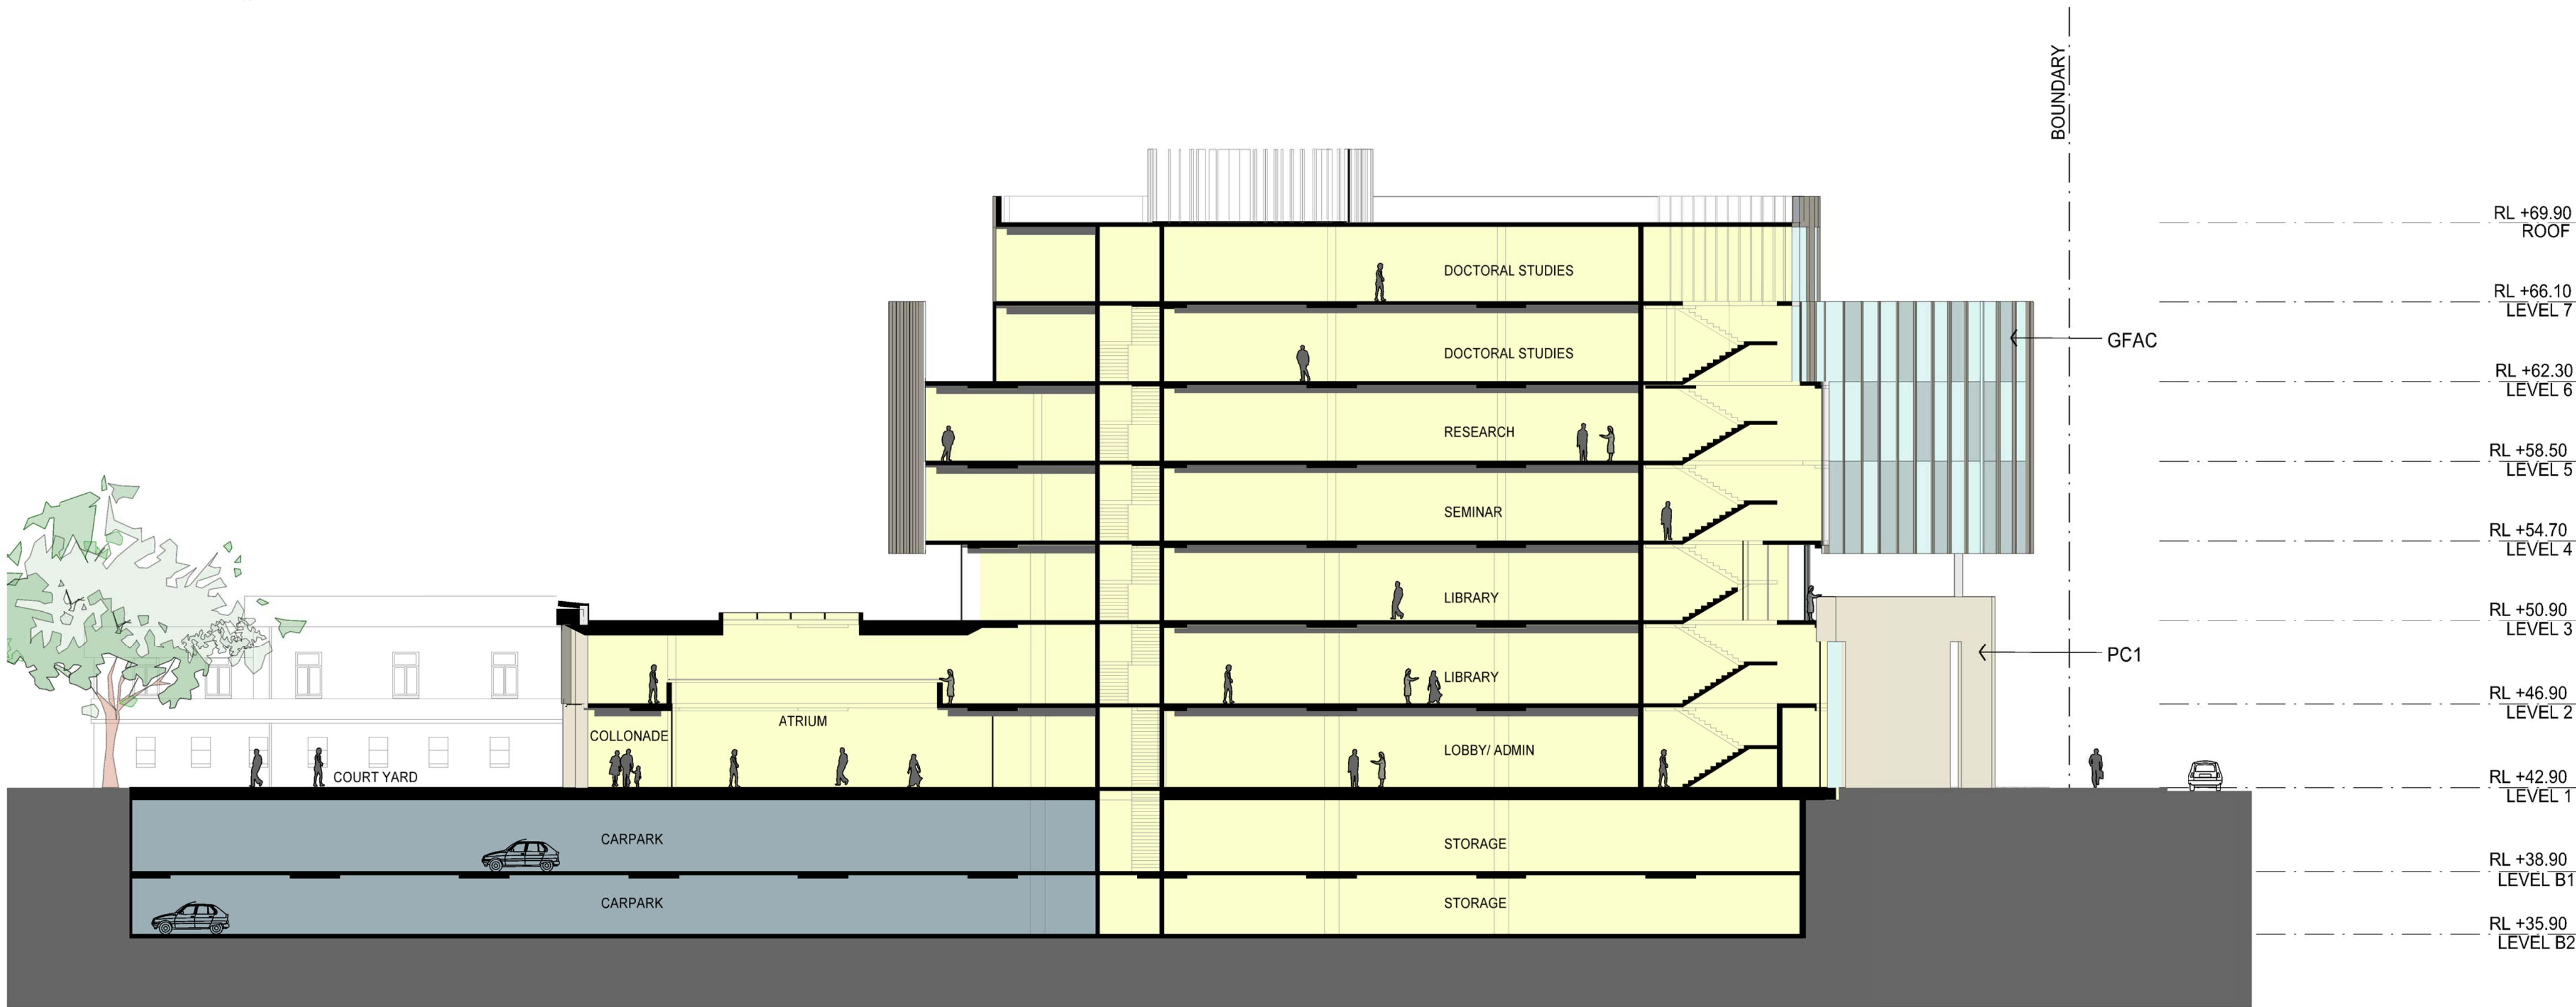 BOUNDARY
RL +69.90
ROOF
DOCTORAL STUDIES
RL +66.10
LEVEL 7
GFAC
DOCTORAL STUDIES
RL +62.30
LEVEL 6
RESEARCH
RL +58.50
LEVEL 5
SEMINAR
RL +54.70
LEVEL 4
LIBRARY
RL +50.90
LEVEL 3
PC1
LIBRARY
RL +46.90
LEVEL 2
ATRIUM
COLLONADE
LOBBY/ ADMIN
COURT YARD
RL +42.90
LEVEL 1
CARPARK
STORAGE
RL +38.90
LEVEL B1
CARPARK
STORAGE
RL +35.90
LEVEL B2